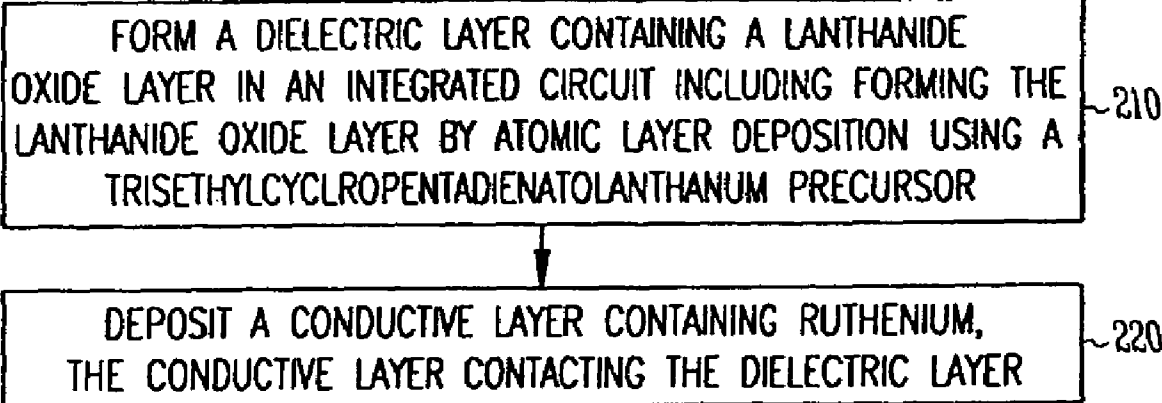 FORM A DIELECTRIC LAYER CONTAINING A LANTHANIDE
OXIDE LAYER IN AN INTEGRATED CIRCUIT INCLUDING FORMING THE
LANTHANIDE OXIDE LAYER BY ATOMIC LAYER DEPOSITION USING A
TRISETHYLCYCLROPENTADIENATOLANTHANUM PRECURSOR
210
DEPOSIT A CONDUCTIVE LAYER CONTAINING RUTHENIUM,
THE CONDUCTIVE LAYER CONTACTING THE DIELECTRIC LAYER
220